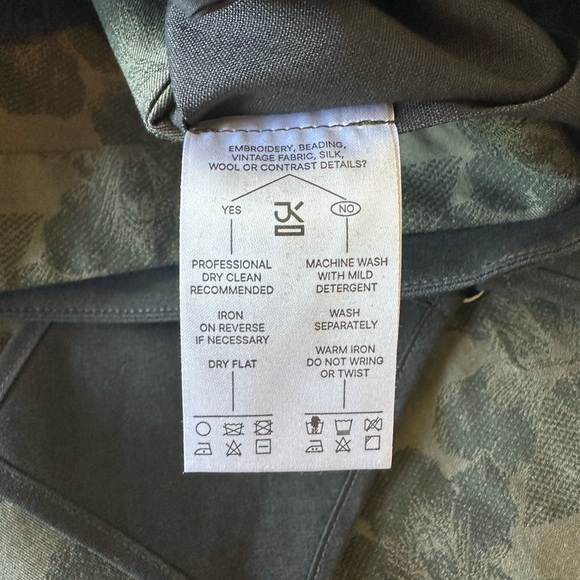 EMBROIDERY, BEADING,
VINTAGE FABRIC, SILK,
WOOL OR CONTRAST DETAILS?
YES
JK
NO
PROFESSIONAL
DRY CLEAN
RECOMMENDED
IRON
ON REVERSE
IF NECESSARY
DRY FLAT
MACHINE WASH
WITH MILD
DETERGENT
WASH
SEPARATELY
WARM IRON
DO NOT WRING
OR TWIST